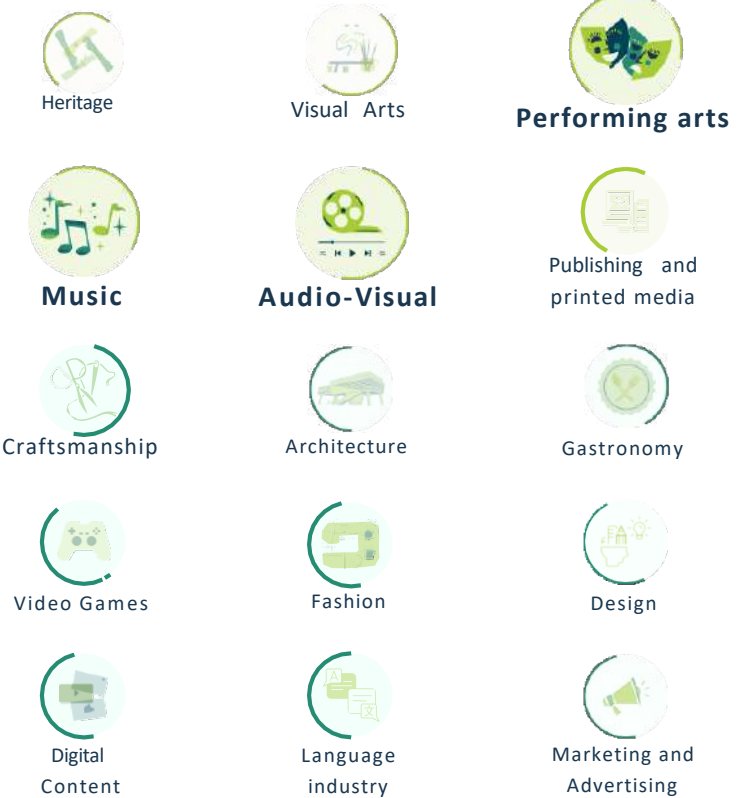 Heritage
Visual Arts
Performing arts
Music
Audio-Visual
Publishing and
printed media
Craftsmanship
Architecture
Gastronomy
Video Games
Fashion
Design
Digital
Content
Language
industry
Marketing and
Advertising